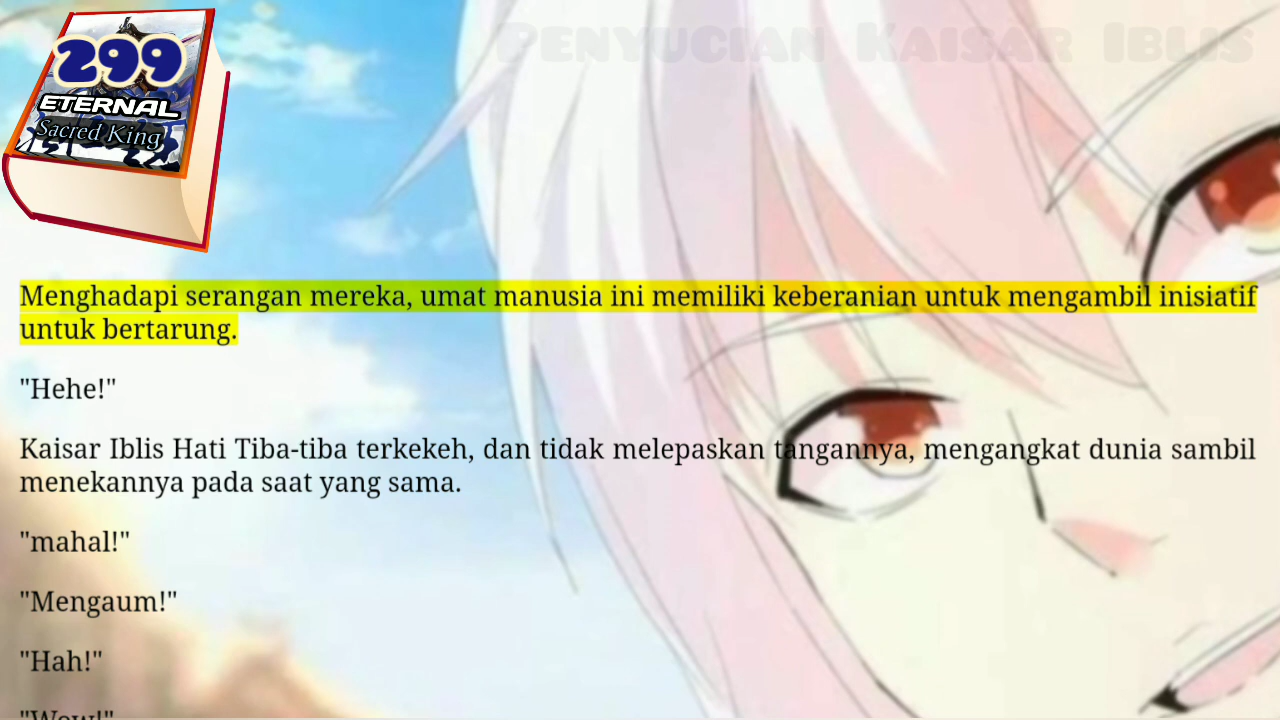 Penyucian Kaisar Iblis
299
ETERNAL
Sacred King
Menghadapi serangan mereka, umat manusia ini memiliki keberanian untuk mengambil inisiatif
untuk bertarung.
"Hehe!"
Kaisar Iblis Hati Tiba-tiba terkekeh, dan tidak melepaskan tangannya, mengangkat dunia sambil
menekannya pada saat yang sama.
"mahal!"
"Mengaum!"
"Hah!"
"Wow!"